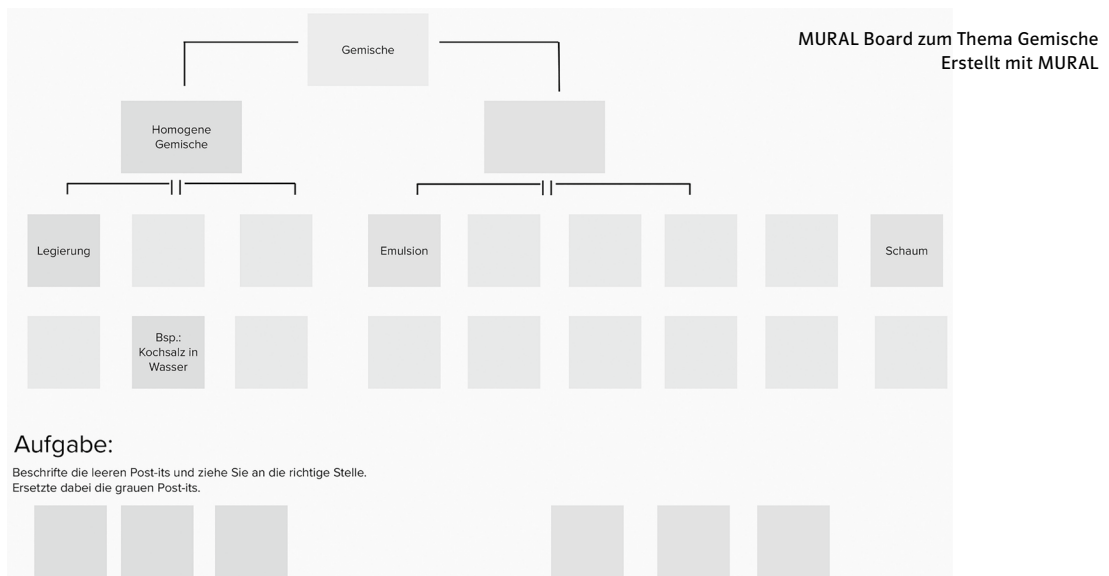 MURAL Board zum Thema Gemische
Erstellt mit MURAL
Gemische
Homogene
Gemische
Legierung
Emulsion
Schaum
Bsp.:
Kochsalz in
Wasser
Aufgabe:
Beschrifte die leeren Post-its und ziehe Sie an die richtige Stelle.
Ersetzte dabei die grauen Post-its.